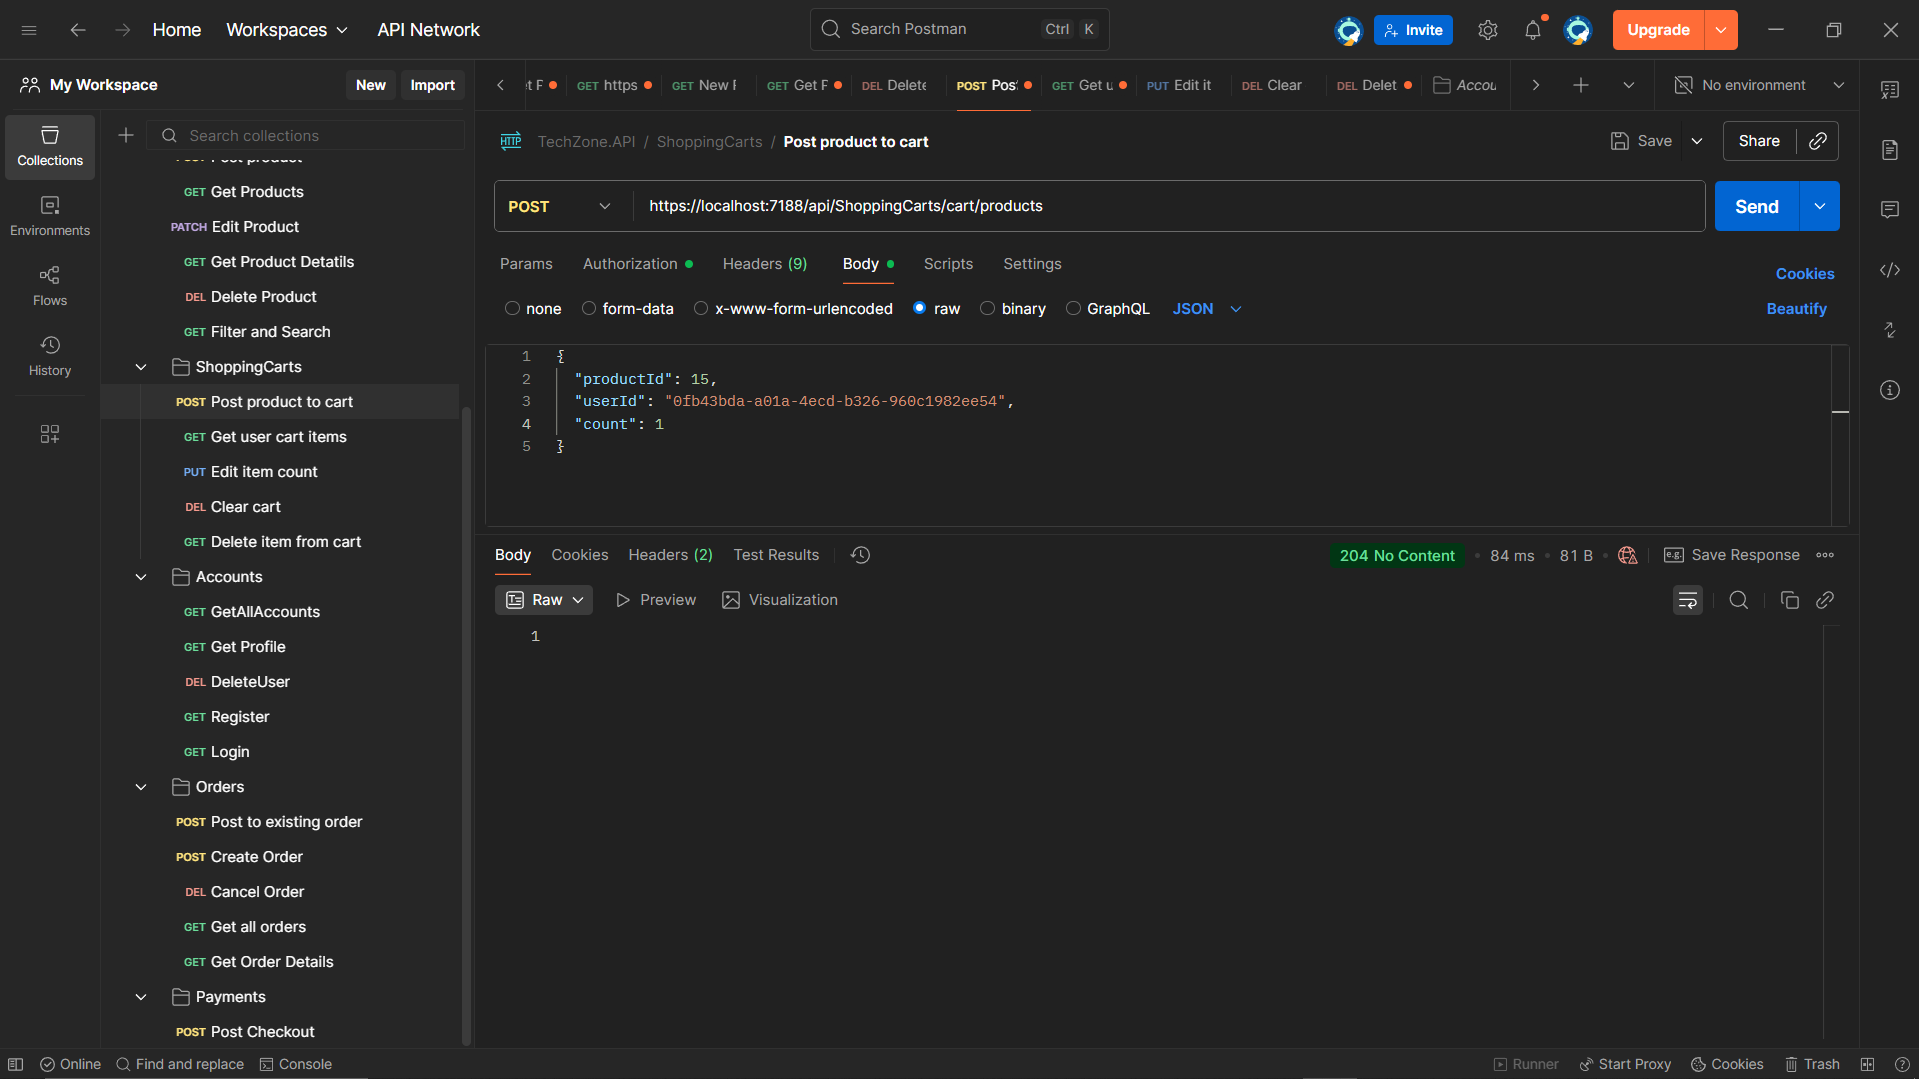 Home
Workspaces
API Network
Search Postman
Ctrl
K
Invite
Upgrade
My Workspace
New
Import
GET https
GET New
GET Get
DEL Delete
POST Pos
GET Get
PUT Edit it
DEL Clear
DEL Delet
Accou
No environment
Collections
Environments
Flows
History
Search collections
Post product
GET Get Products
PATCH Edit Product
GET Get Product Detatils
DEL Delete Product
GET Filter and Search
ShoppingCarts
POST Post product to cart
GET Get user cart items
PUT Edit item count
DEL Clear cart
GET Delete item from cart
Accounts
GET GetAllAccounts
GET Get Profile
DEL DeleteUser
GET Register
GET Login
Orders
POST Post to existing order
POST Create Order
DEL Cancel Order
GET Get all orders
GET Get Order Details
Payments
POST Post Checkout
HTTP TechZone.API / ShoppingCarts / Post product to cart
Save
Share
POST
https://localhost:7188/api/ShoppingCarts/cart/products
Send
Params
Authorization
Headers (9)
Body
Scripts
Settings
Cookies
none
form-data
x-www-form-urlencoded
raw
binary
GraphQL
JSON
Beautify
1 {
2 "productId": 15,
3 "userId": "0fb43bda-a01a-4ecd-b326-960c1982ee54",
4 "count": 1
5 }
Body
Cookies
Headers (2)
Test Results
204 No Content
84 ms
81 B
e.g. Save Response
Raw
Preview
Visualization
1
Online
Find and replace
Console
Runner
Start Proxy
Cookies
Trash